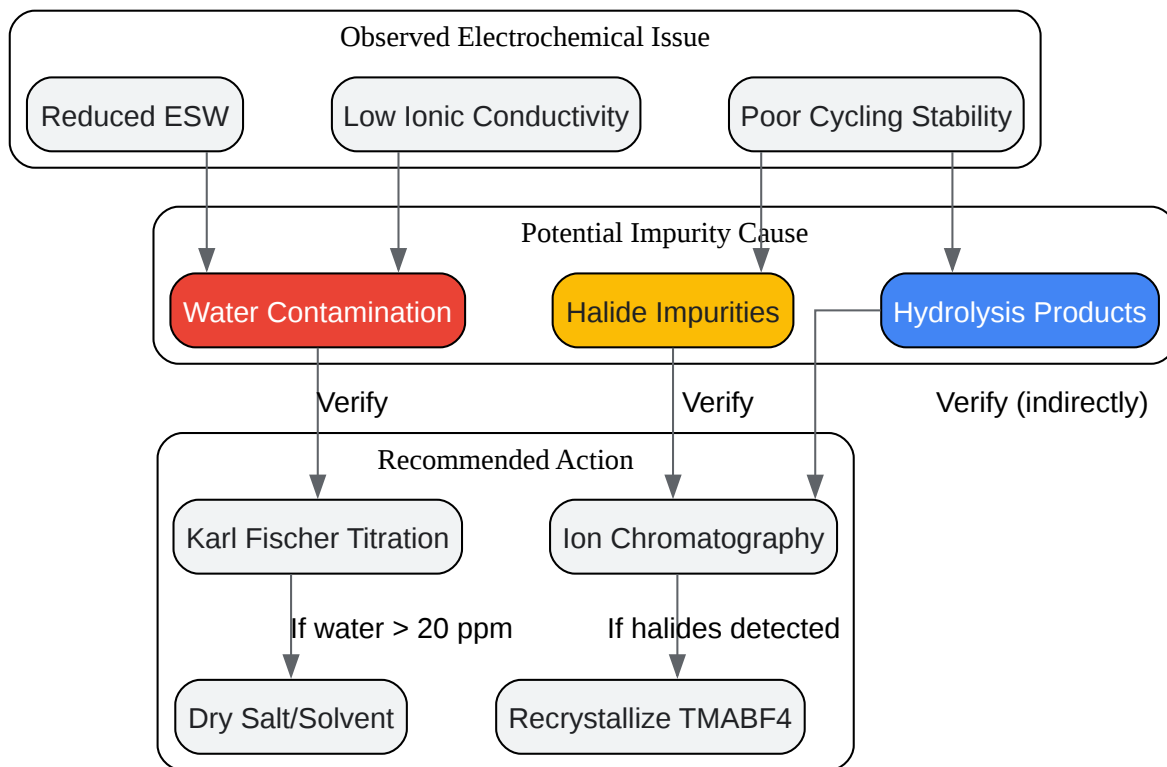 Observed Electrochemical Issue
Reduced ESW
Low Ionic Conductivity
Poor Cycling Stability
Potential Impurity Cause
Water Contamination
Halide Impurities
Hydrolysis Products
Verify
Verify
Verify (indirectly)
Recommended Action
Karl Fischer Titration
Ion Chromatography
If water > 20 ppm
If halides detected
Dry Salt/Solvent
Recrystallize TMABF4